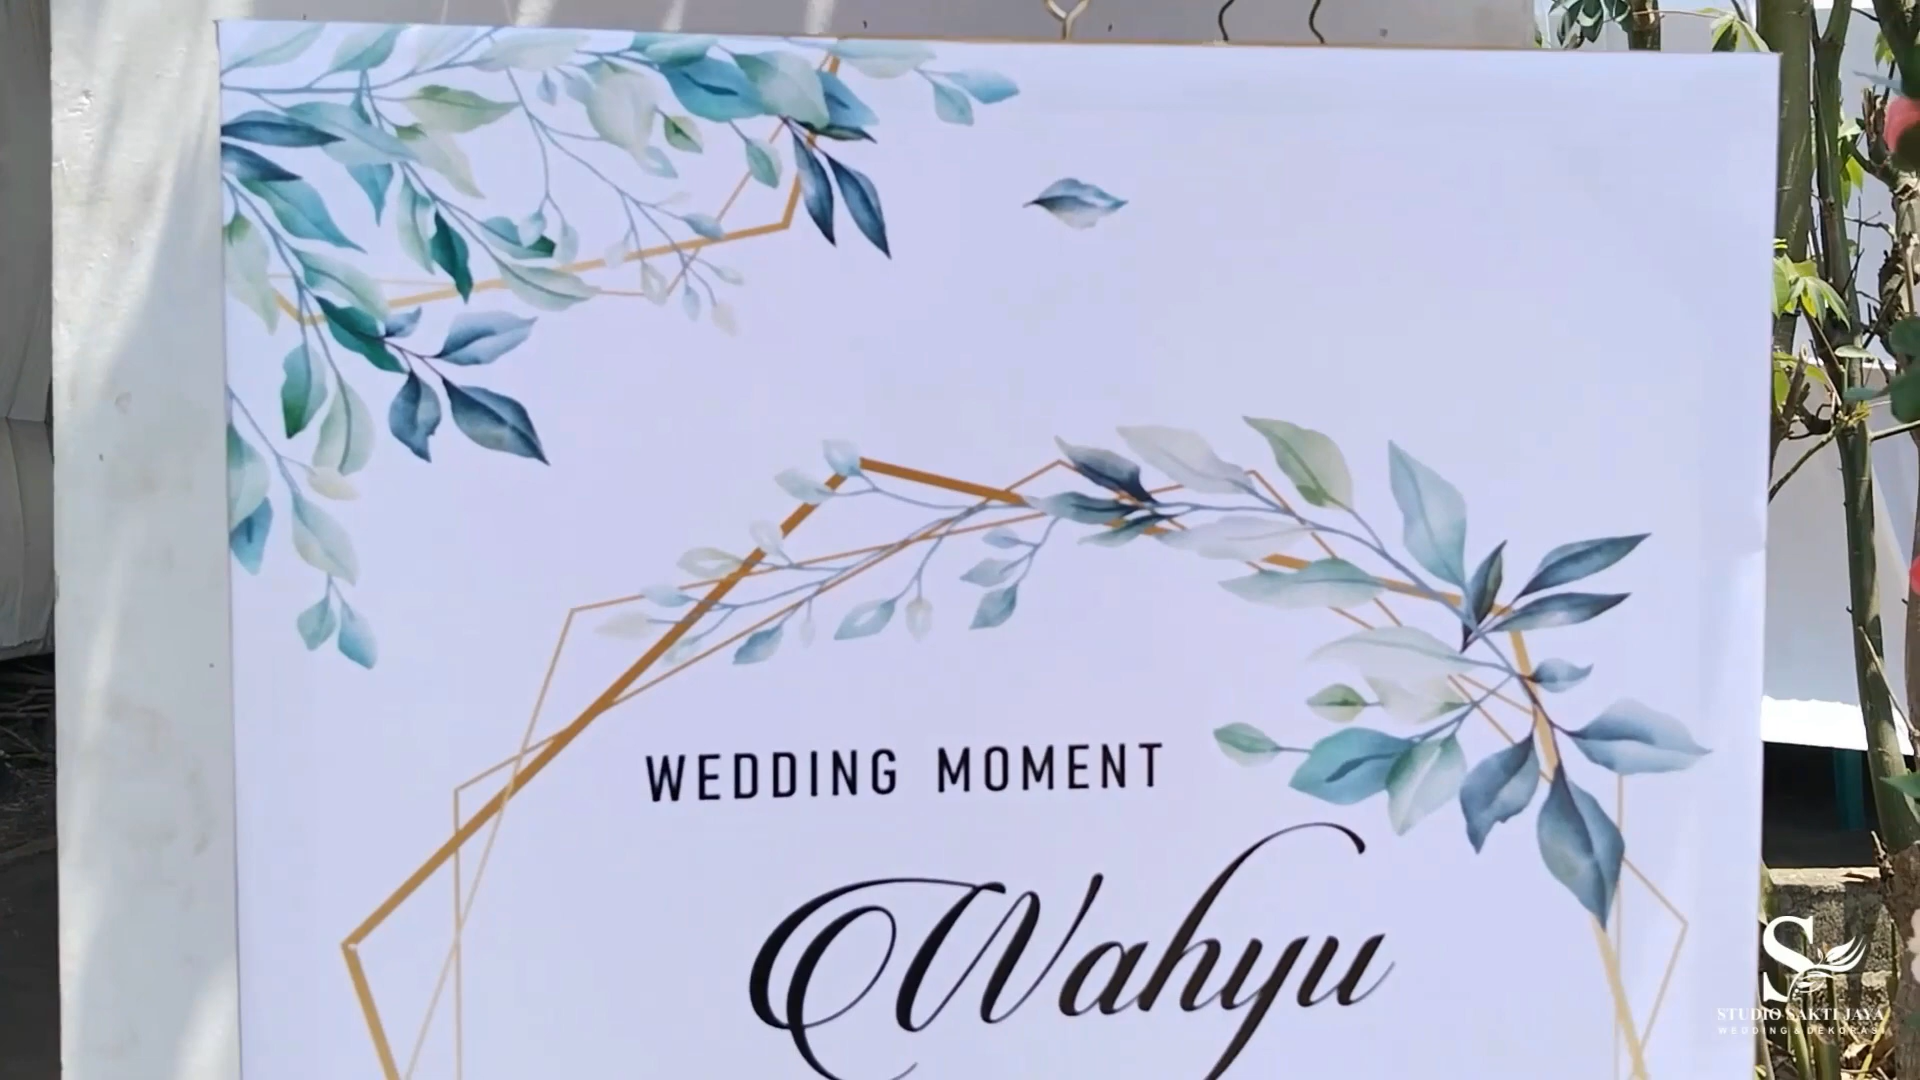 WEDDING MOMENT
Wahyu
S
STUDIO SAKTI JAYA
WEDDING & DEKORASI